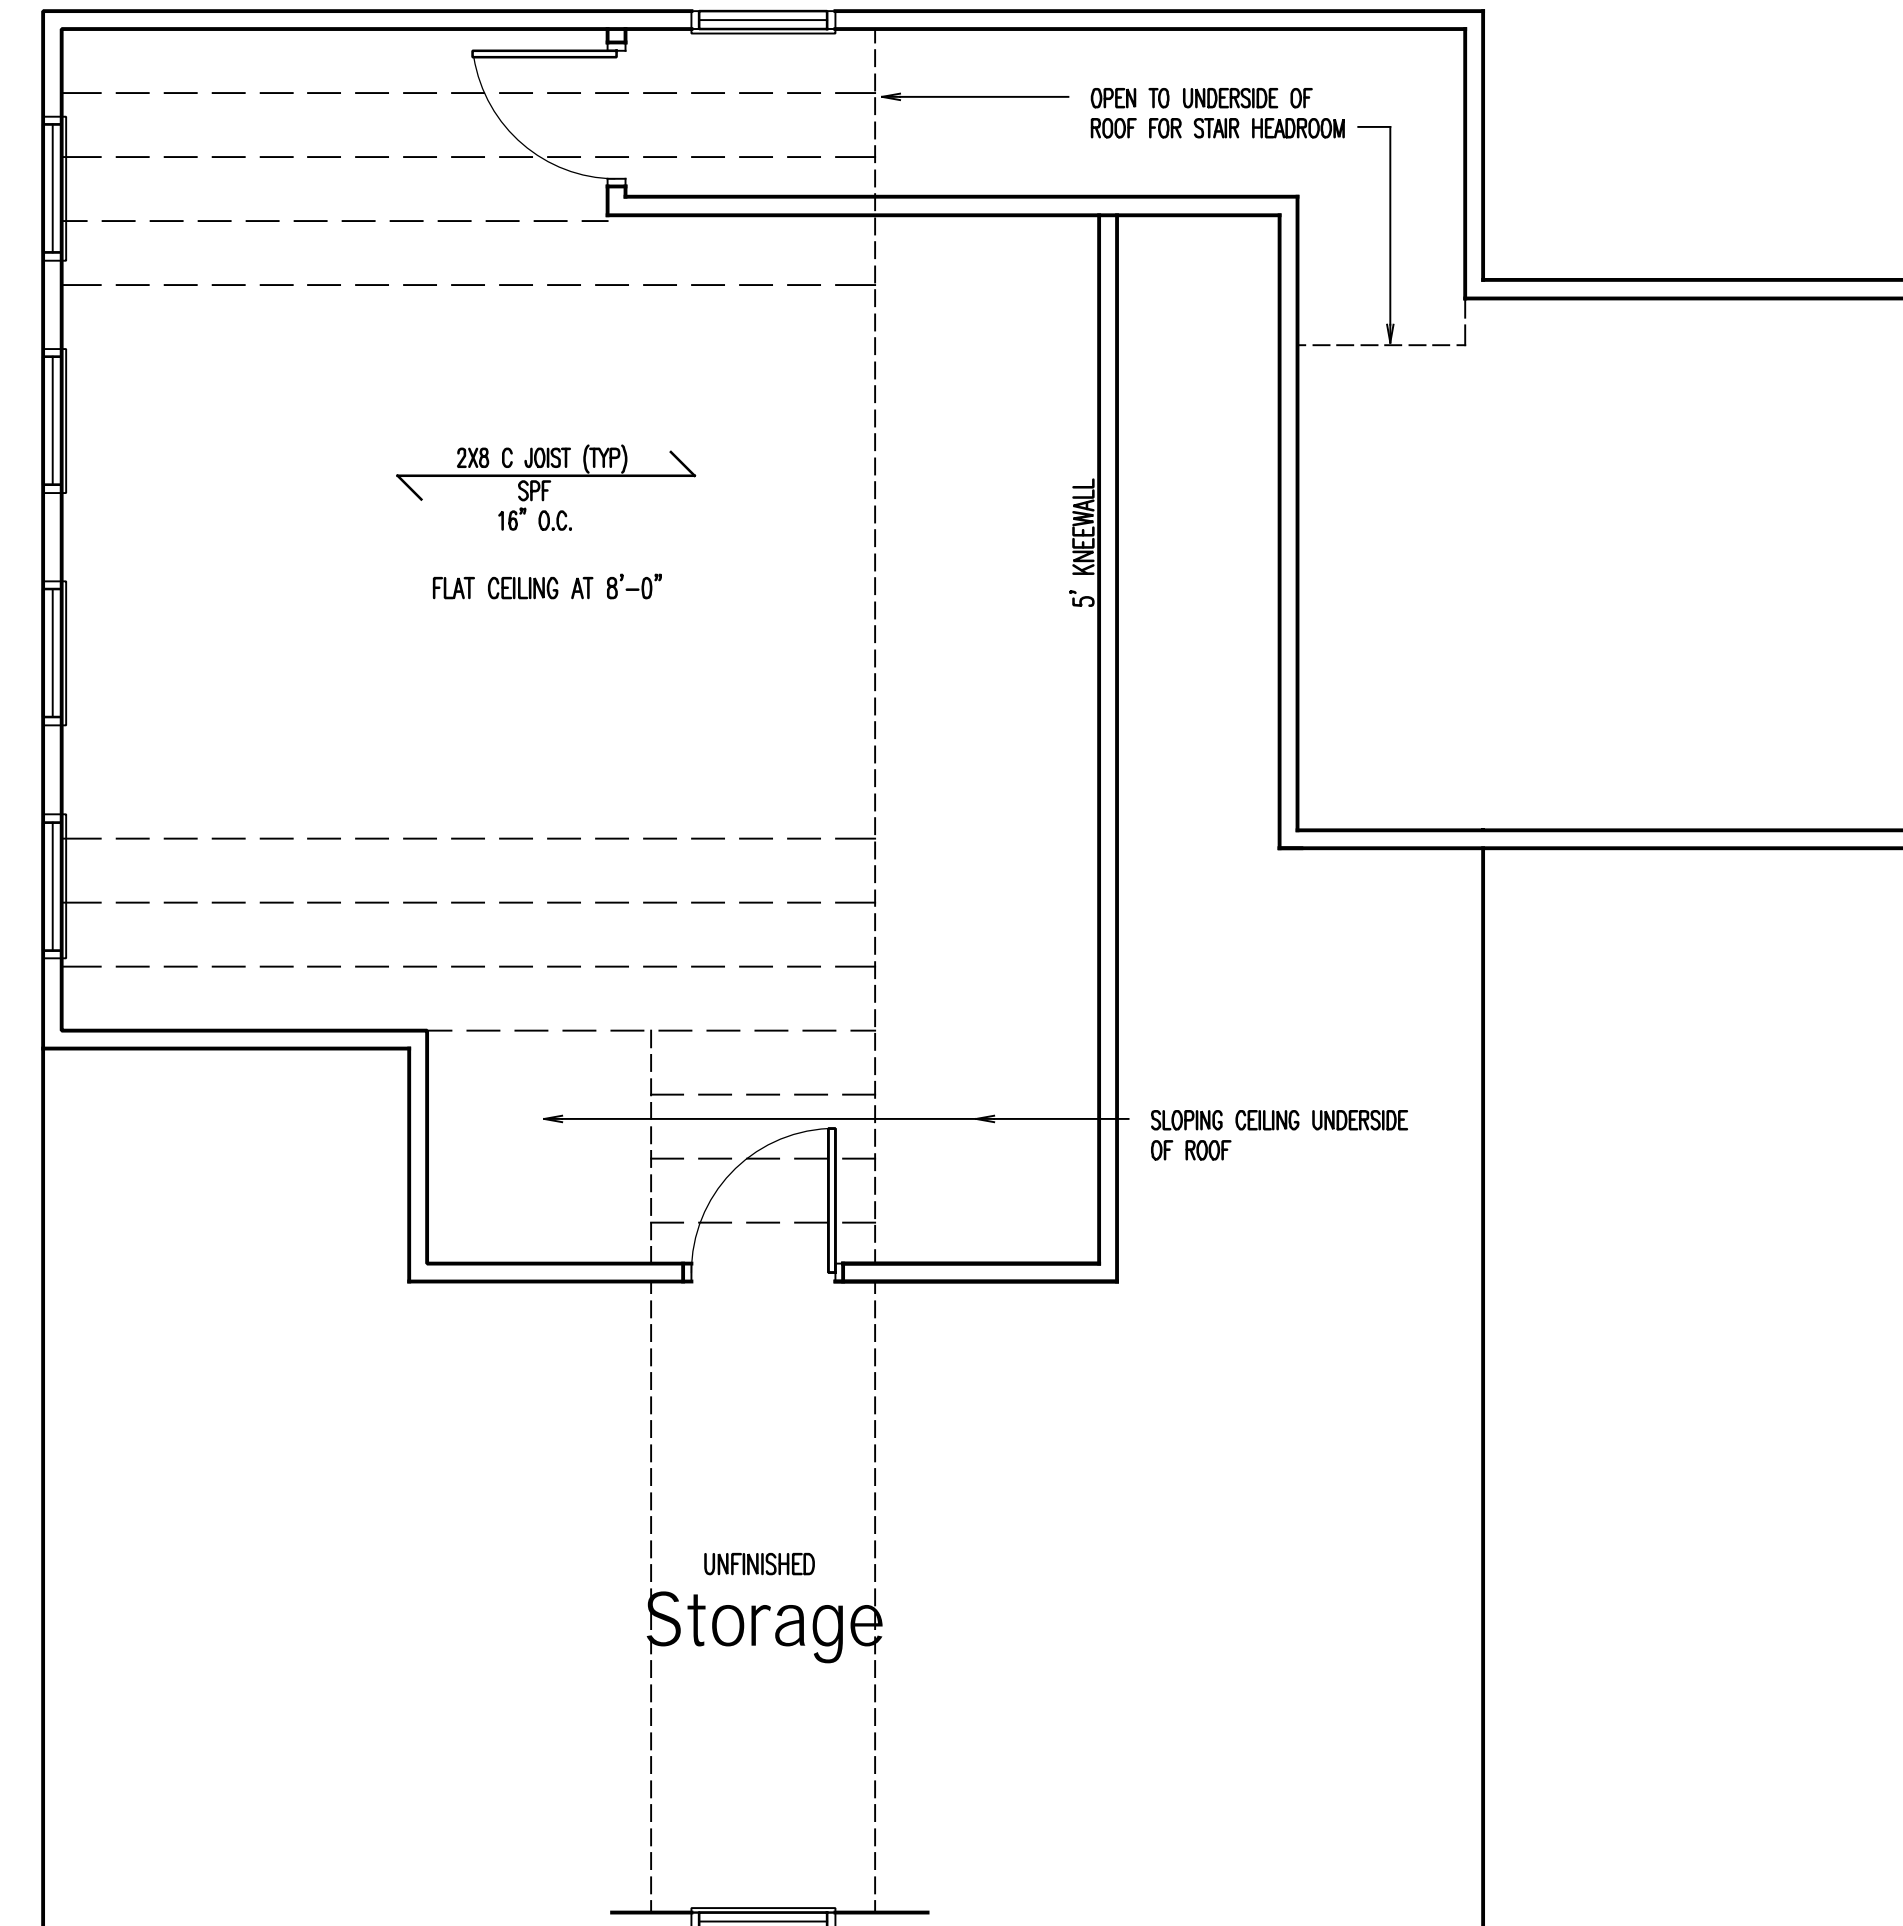 OPEN TO UNDERSIDE OF
ROOF FOR STAIR HEADROOM
2X8 C JOIST (TYP)
SPF
16" O.C.
FLAT CEILING AT 8'-0"
5' KNEEWALL
SLOPING CEILING UNDERSIDE
OF ROOF
UNFINISHED
Storage